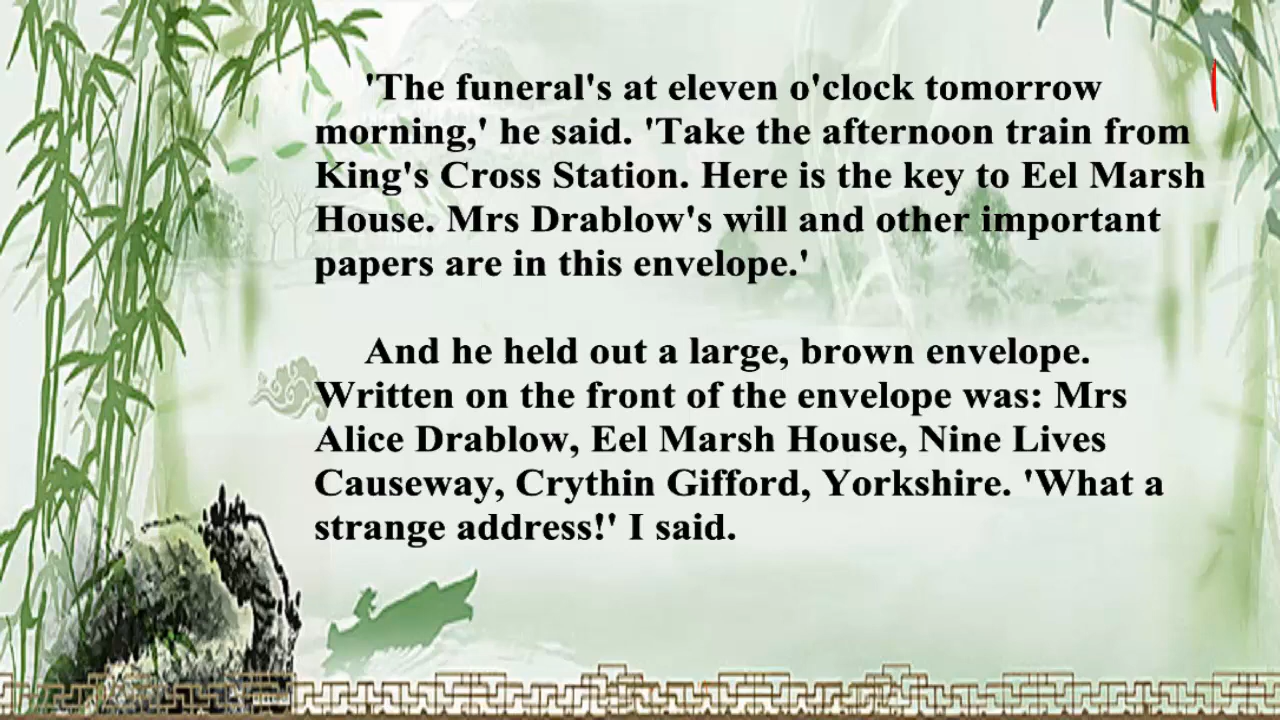 'The funeral's at eleven o'clock tomorrow
morning,' he said. 'Take the afternoon train from
King's Cross Station. Here is the key to Eel Marsh
House. Mrs Drablow's will and other important
papers are in this envelope.'
And he held out a large, brown envelope.
Written on the front of the envelope was: Mrs
Alice Drablow, Eel Marsh House, Nine Lives
Causeway, Crythin Gifford, Yorkshire. 'What a
strange address!' I said.